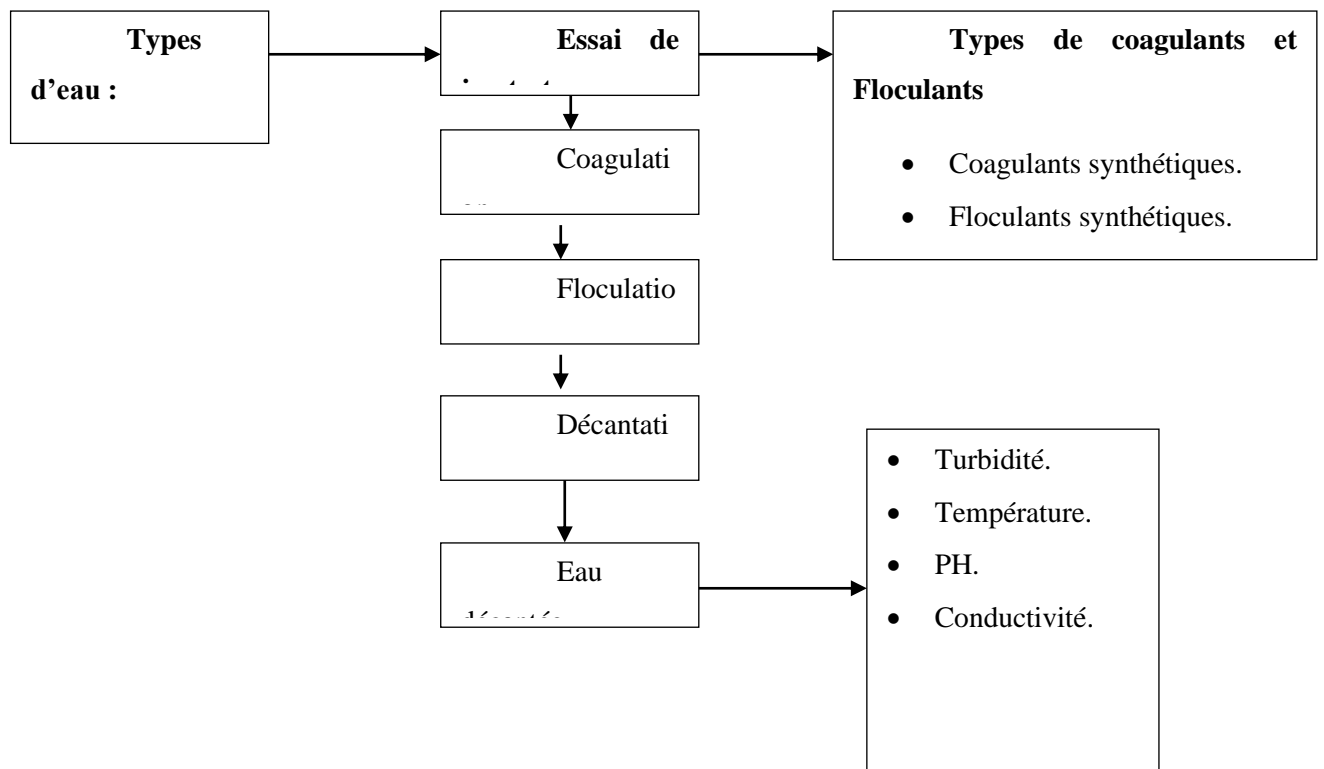 Types
d’eau :
Essai de
Types de coagulants et
Floculants
• Coagulants synthétiques.
• Floculants synthétiques.
Coagulati
Floculatio
Décantati
Eau
• Turbidité.
• Température.
• PH.
• Conductivité.